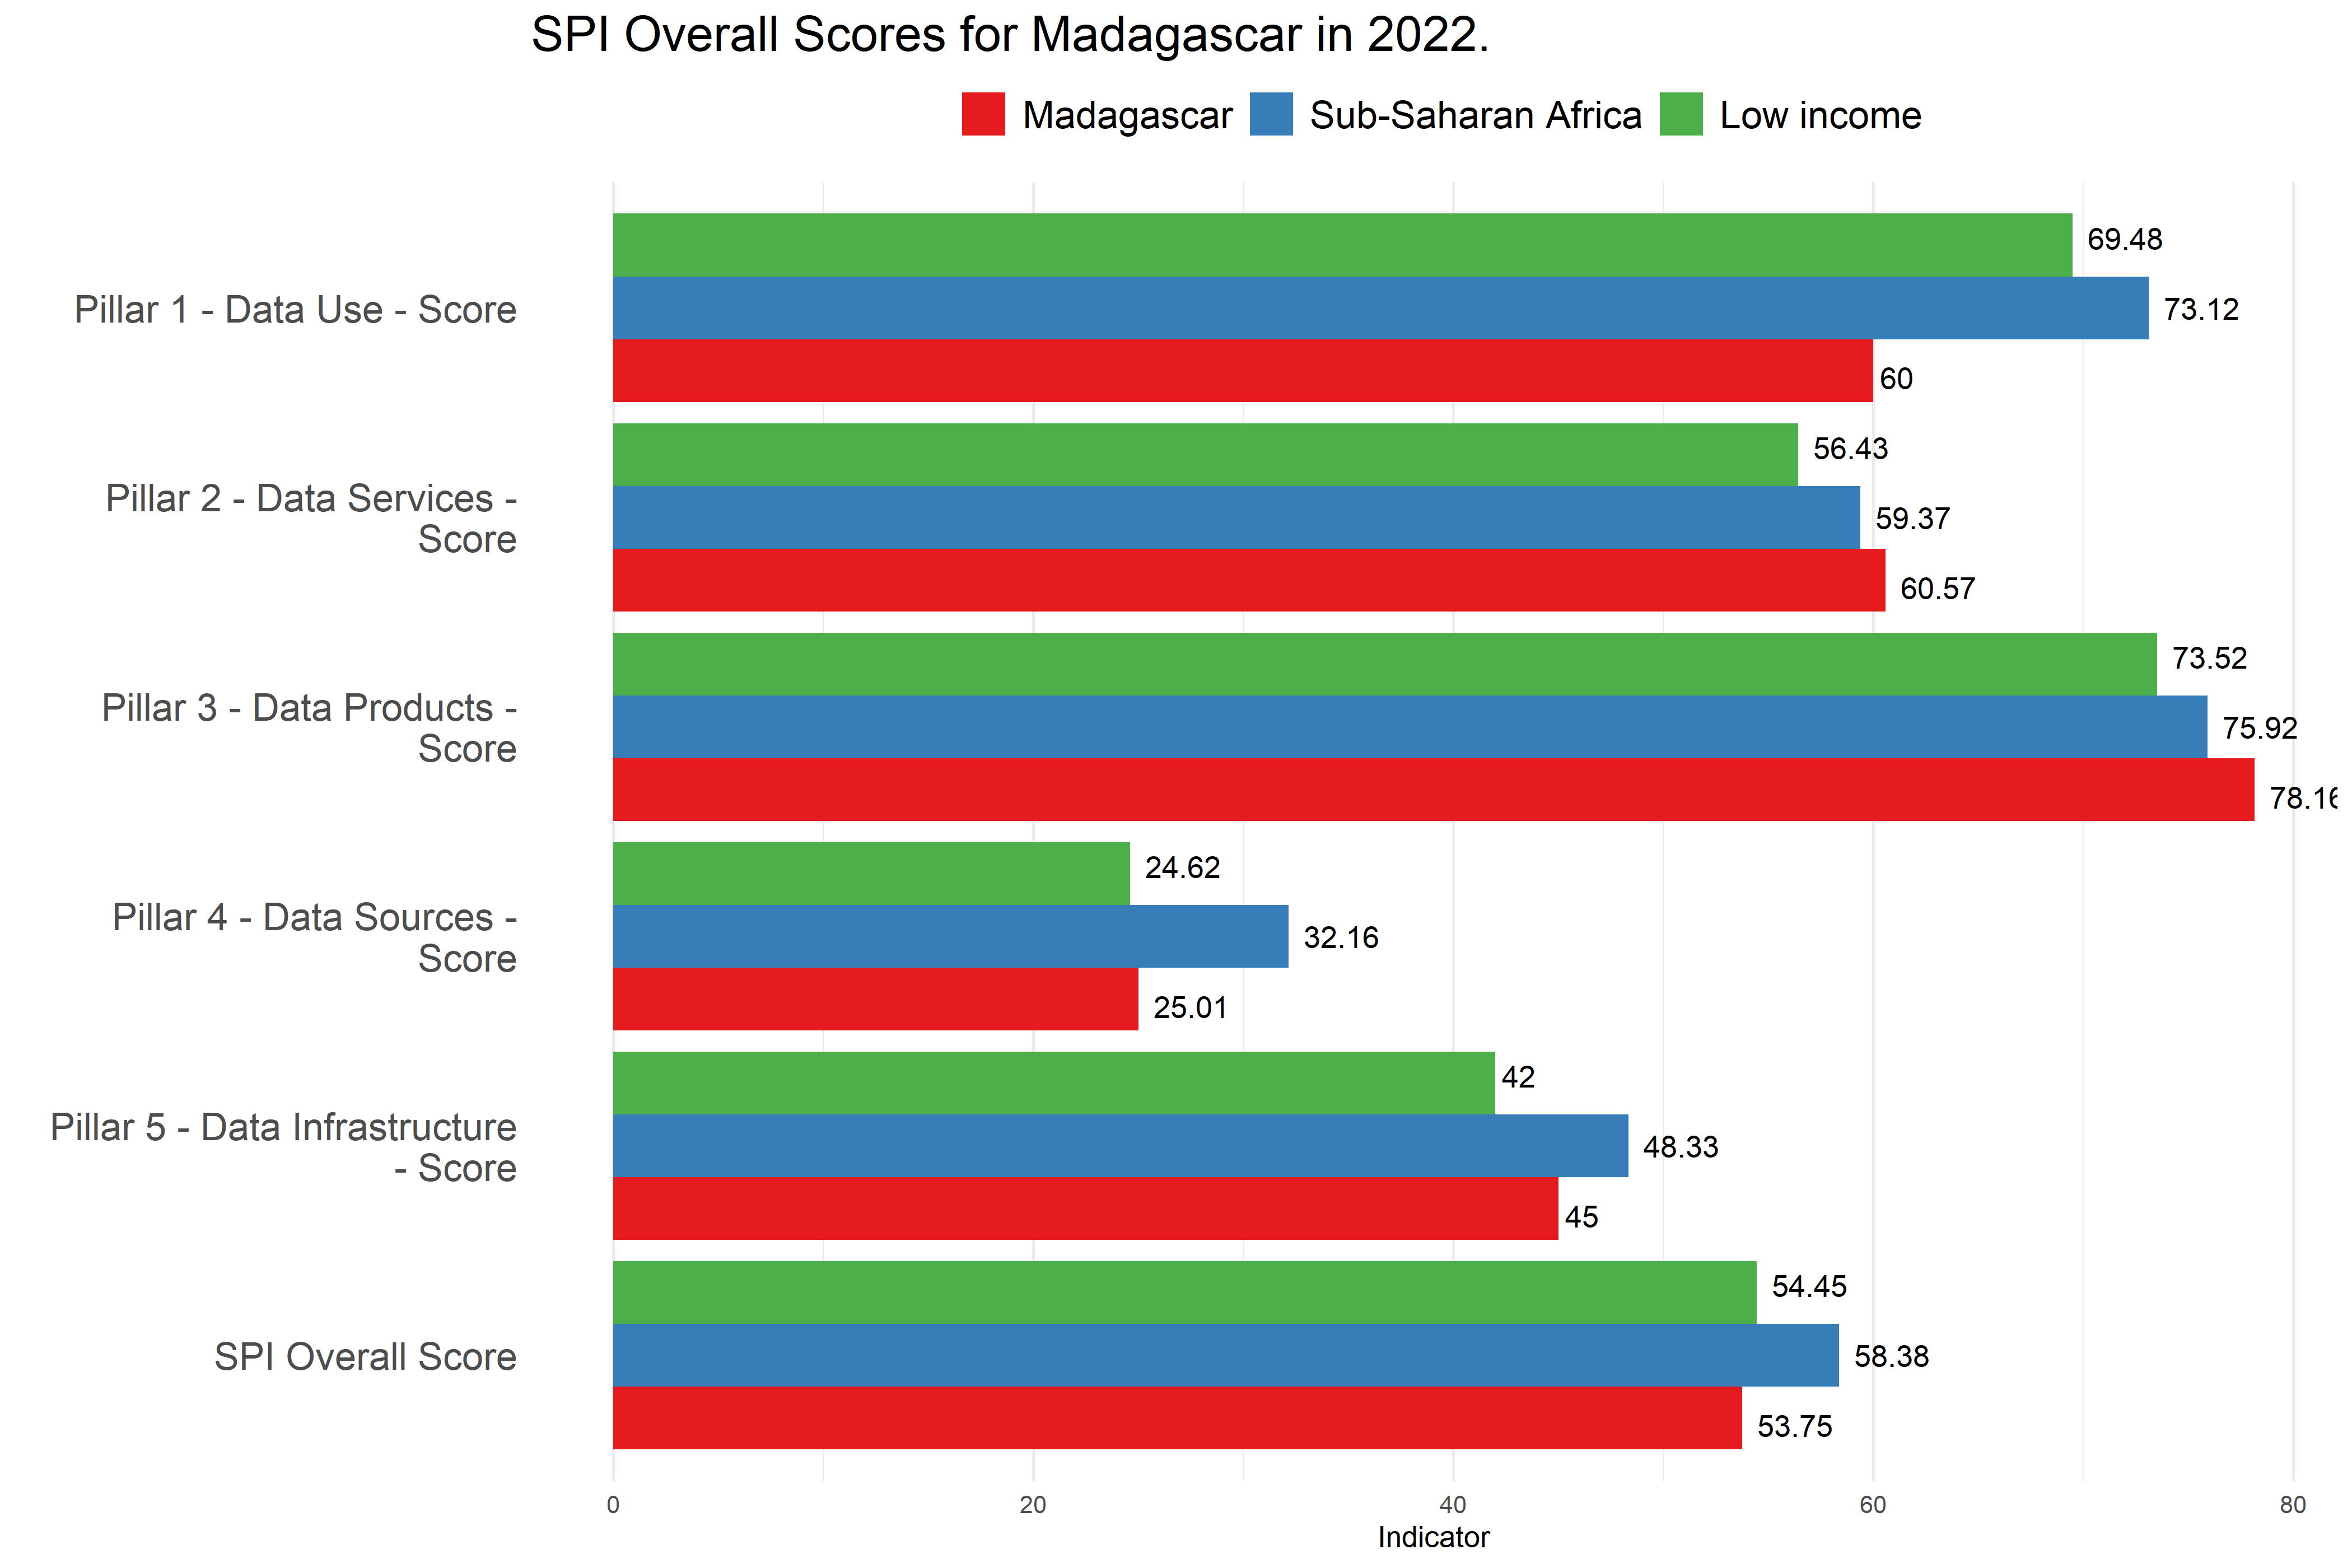 SPI Overall Scores for Madagascar in 2022.
Madagascar Sub-Saharan Africa Low income
69.48
Pillar 1 - Data Use - Score
73.12
60
56.43
Pillar 2 - Data Services -
Score
59.37
60.57
73.52
Pillar 3 - Data Products -
Score
75.92
78.16
24.62
Pillar 4 - Data Sources -
Score
32.16
25.01
42
Pillar 5 - Data Infrastructure
- Score
48.33
45
54.45
SPI Overall Score
58.38
53.75
0 20 40 60 80
Indicator